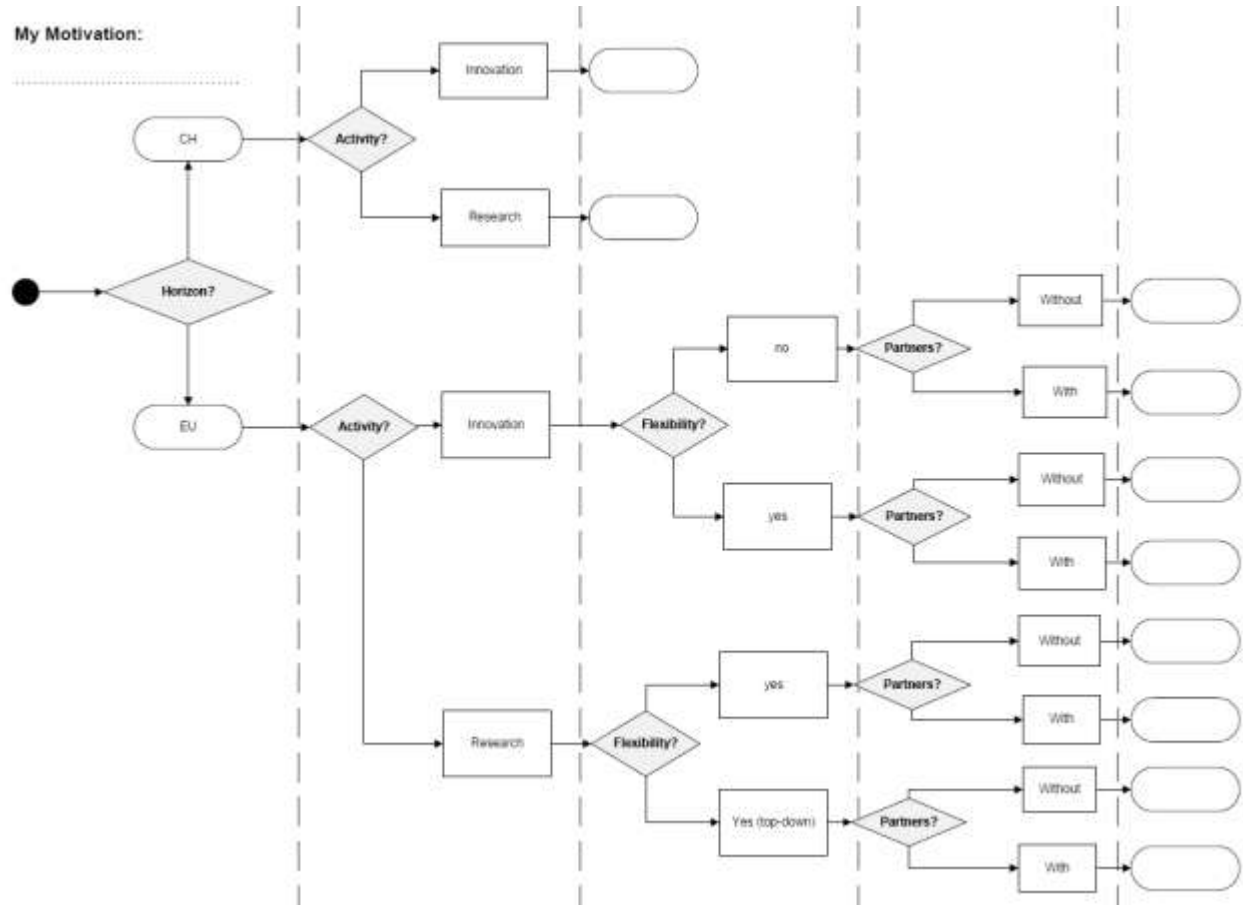 My Motivation:
Innovation
CH
Activity?
Research
Horizon?
Without
no
Partners?
With
EU
Activity?
Innovation
Flexibility?
Without
yes
Partners?
With
Without
yes
Partners?
With
Research
Flexibility?
Without
Yes (top-down)
Partners?
With